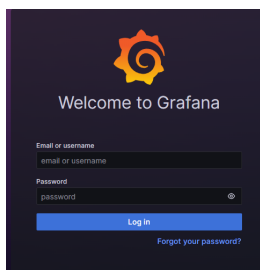 Welcome to Grafana
Email or username
email or username
Password
password
Log in
Forgot your password?